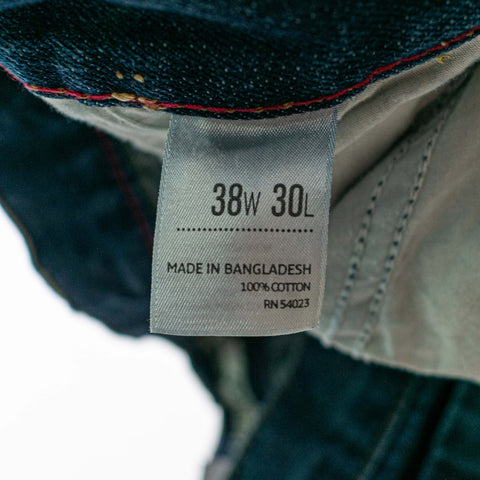 38W 30L
MADE IN BANGLADESH
100% COTTON
RN 54023